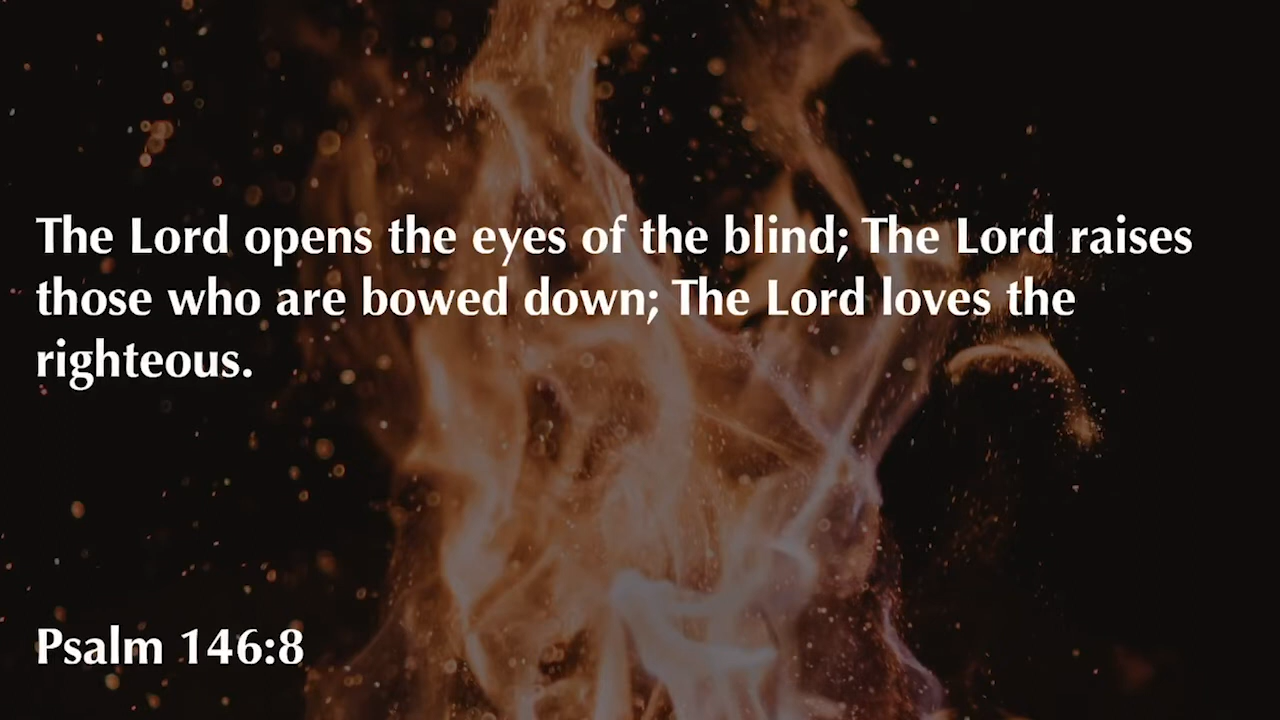 The Lord opens the eyes of the blind; The Lord raises
those who are bowed down; The Lord loves the
righteous.
Psalm 146:8